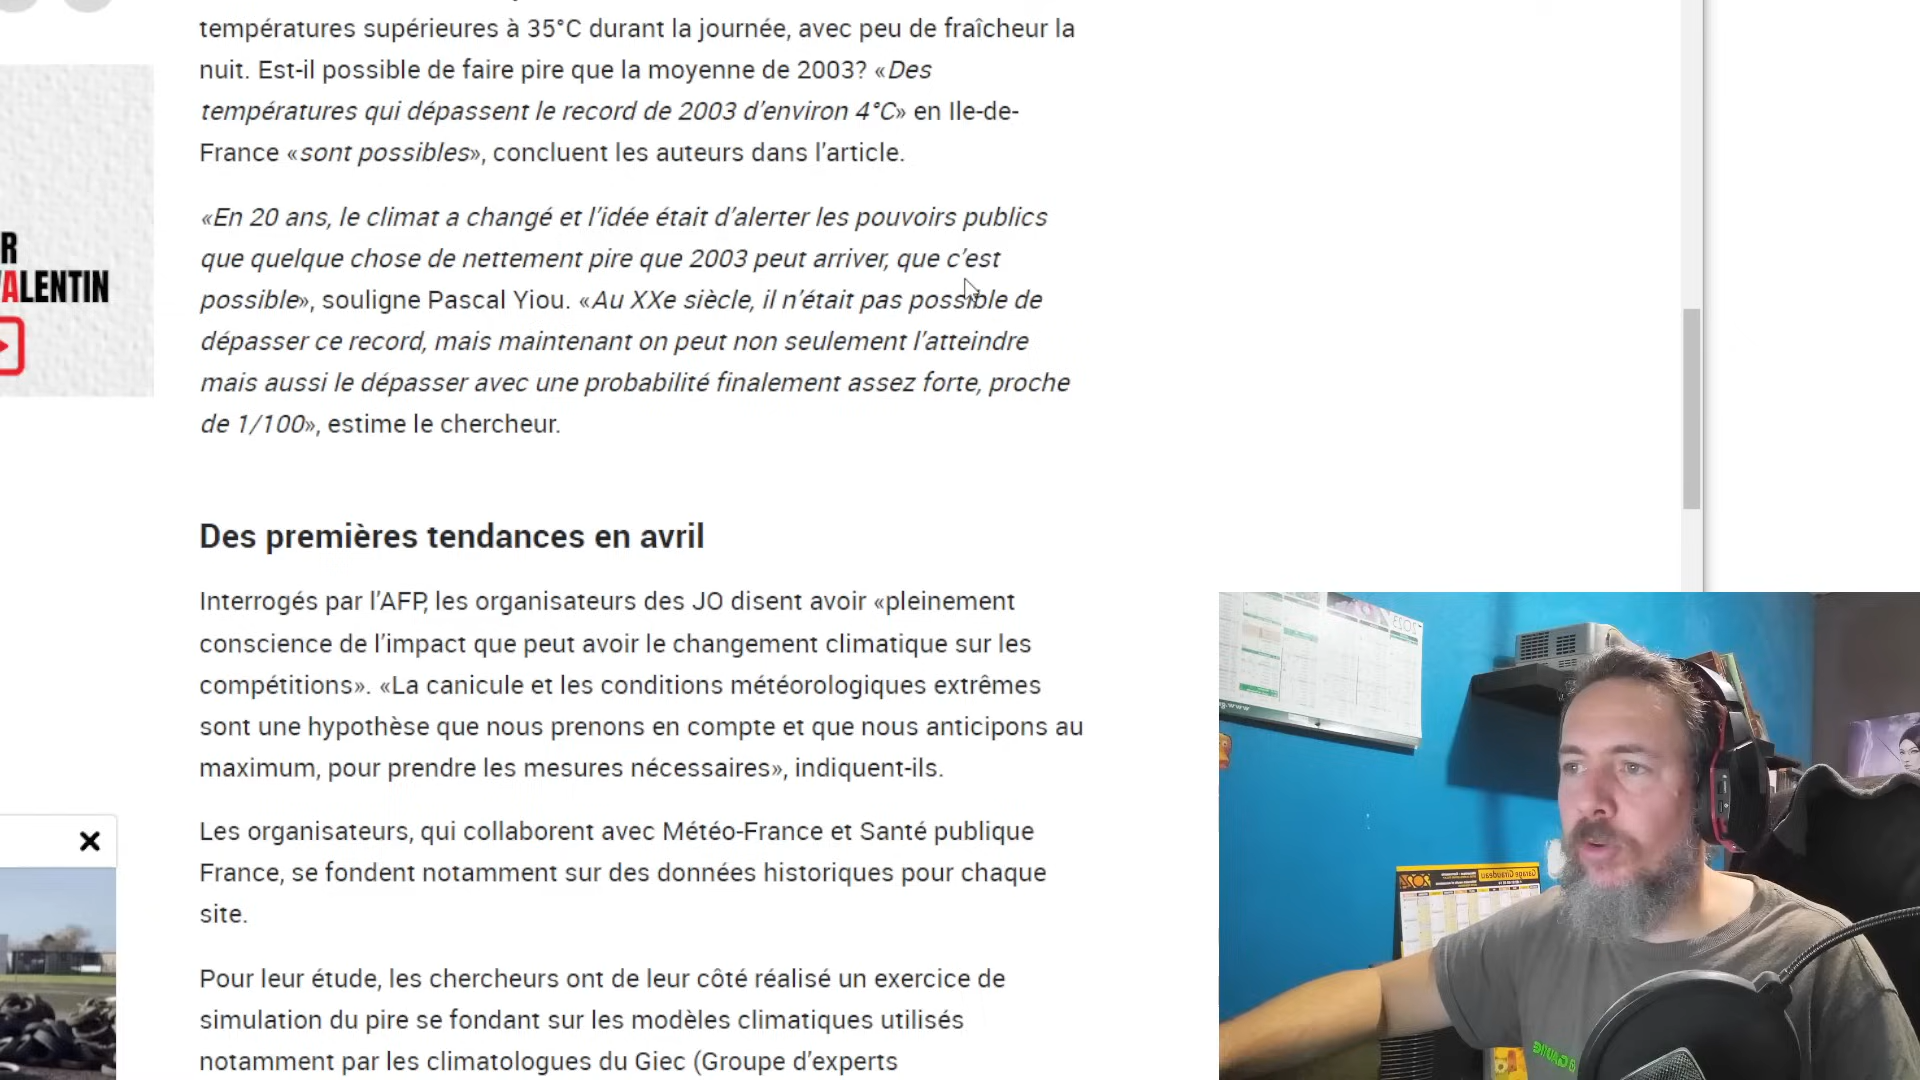 températures supérieures à 35°C durant la journée, avec peu de fraîcheur la
nuit. Est-il possible de faire pire que la moyenne de 2003? «Des
températures qui dépassent le record de 2003 d’environ 4°C» en Ile-de-
France «sont possibles», concluent les auteurs dans l’article.
«En 20 ans, le climat a changé et l’idée était d’alerter les pouvoirs publics
que quelque chose de nettement pire que 2003 peut arriver, que c’est
possible», souligne Pascal Yiou. «Au XXe siècle, il n’était pas possible de
dépasser ce record, mais maintenant on peut non seulement l’atteindre
mais aussi le dépasser avec une probabilité finalement assez forte, proche
de 1/100», estime le chercheur.
Des premières tendances en avril
Interrogés par l’AFP, les organisateurs des JO disent avoir «pleinement
conscience de l’impact que peut avoir le changement climatique sur les
compétitions». «La canicule et les conditions météorologiques extrêmes
sont une hypothèse que nous prenons en compte et que nous anticipons au
maximum, pour prendre les mesures nécessaires», indiquent-ils.
Les organisateurs, qui collaborent avec Météo-France et Santé publique
France, se fondent notamment sur des données historiques pour chaque
site.
Pour leur étude, les chercheurs ont de leur côté réalisé un exercice de
simulation du pire se fondant sur les modèles climatiques utilisés
notamment par les climatologues du Giec (Groupe d’experts
R
VALENTIN
2023
Garage Giraudeau